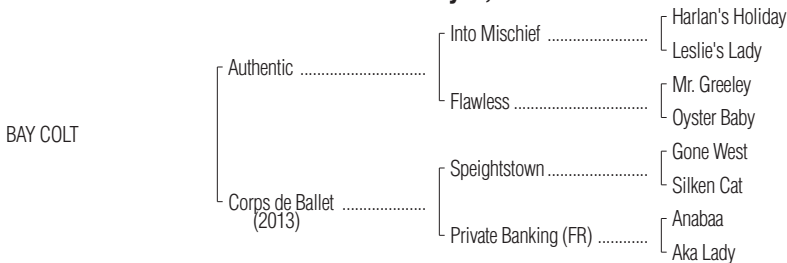 Harlan's Holiday
Into Mischief ........................
Leslie's Lady
Authentic ..............................
Mr. Greeley
Flawless ................................
Oyster Baby
BAY COLT
Gone West
Speightstown ........................
Silken Cat
Corps de Ballet ....................
(2013)
Anabaa
Private Banking (FR) ............
Aka Lady